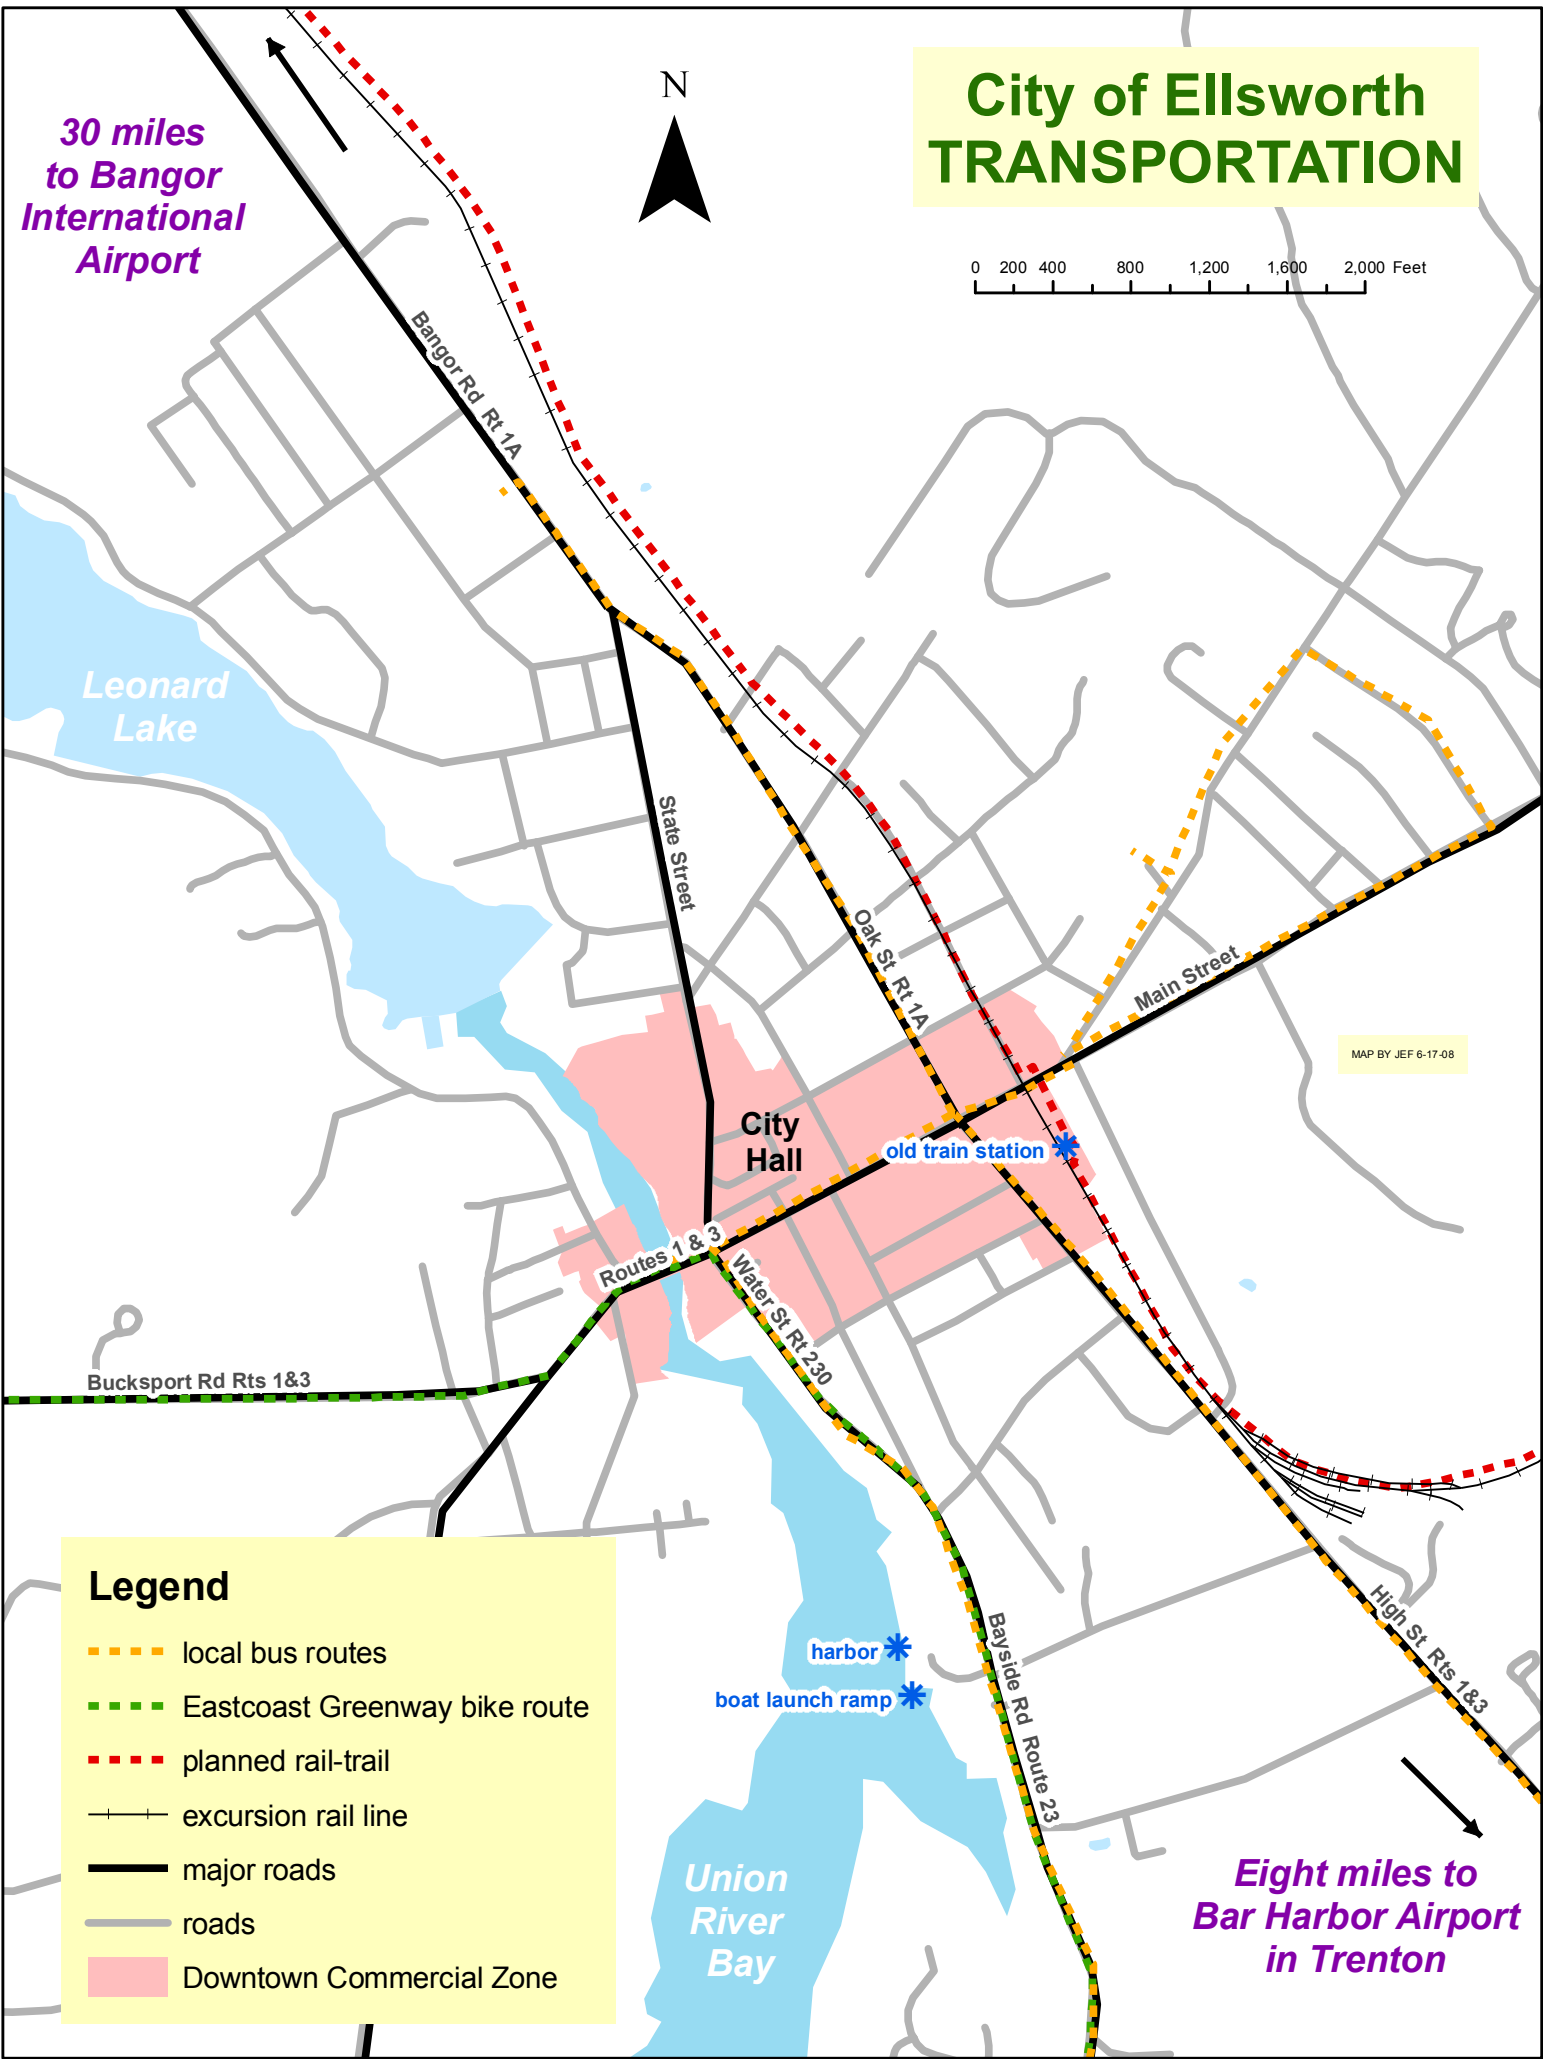 City of Ellsworth
TRANSPORTATION
N
30 miles
to Bangor
International
Airport
0 200 400 800 1,200 1,600 2,000 Feet
Bangor Rd Rt 1A
Leonard
Lake
State Street
Oak St Rt 1A
Main Street
MAP BY JEF 6-17-08
City
Hall
old train station
Routes 1 & 3
Water St Rt 230
Bucksport Rd Rts 1&3
Legend
local bus routes
Eastcoast Greenway bike route
planned rail-trail
excursion rail line
major roads
roads
Downtown Commercial Zone
harbor
boat launch ramp
Bayside Rd Route 23
High St Rts 1&3
Union
River
Bay
Eight miles to
Bar Harbor Airport
in Trenton